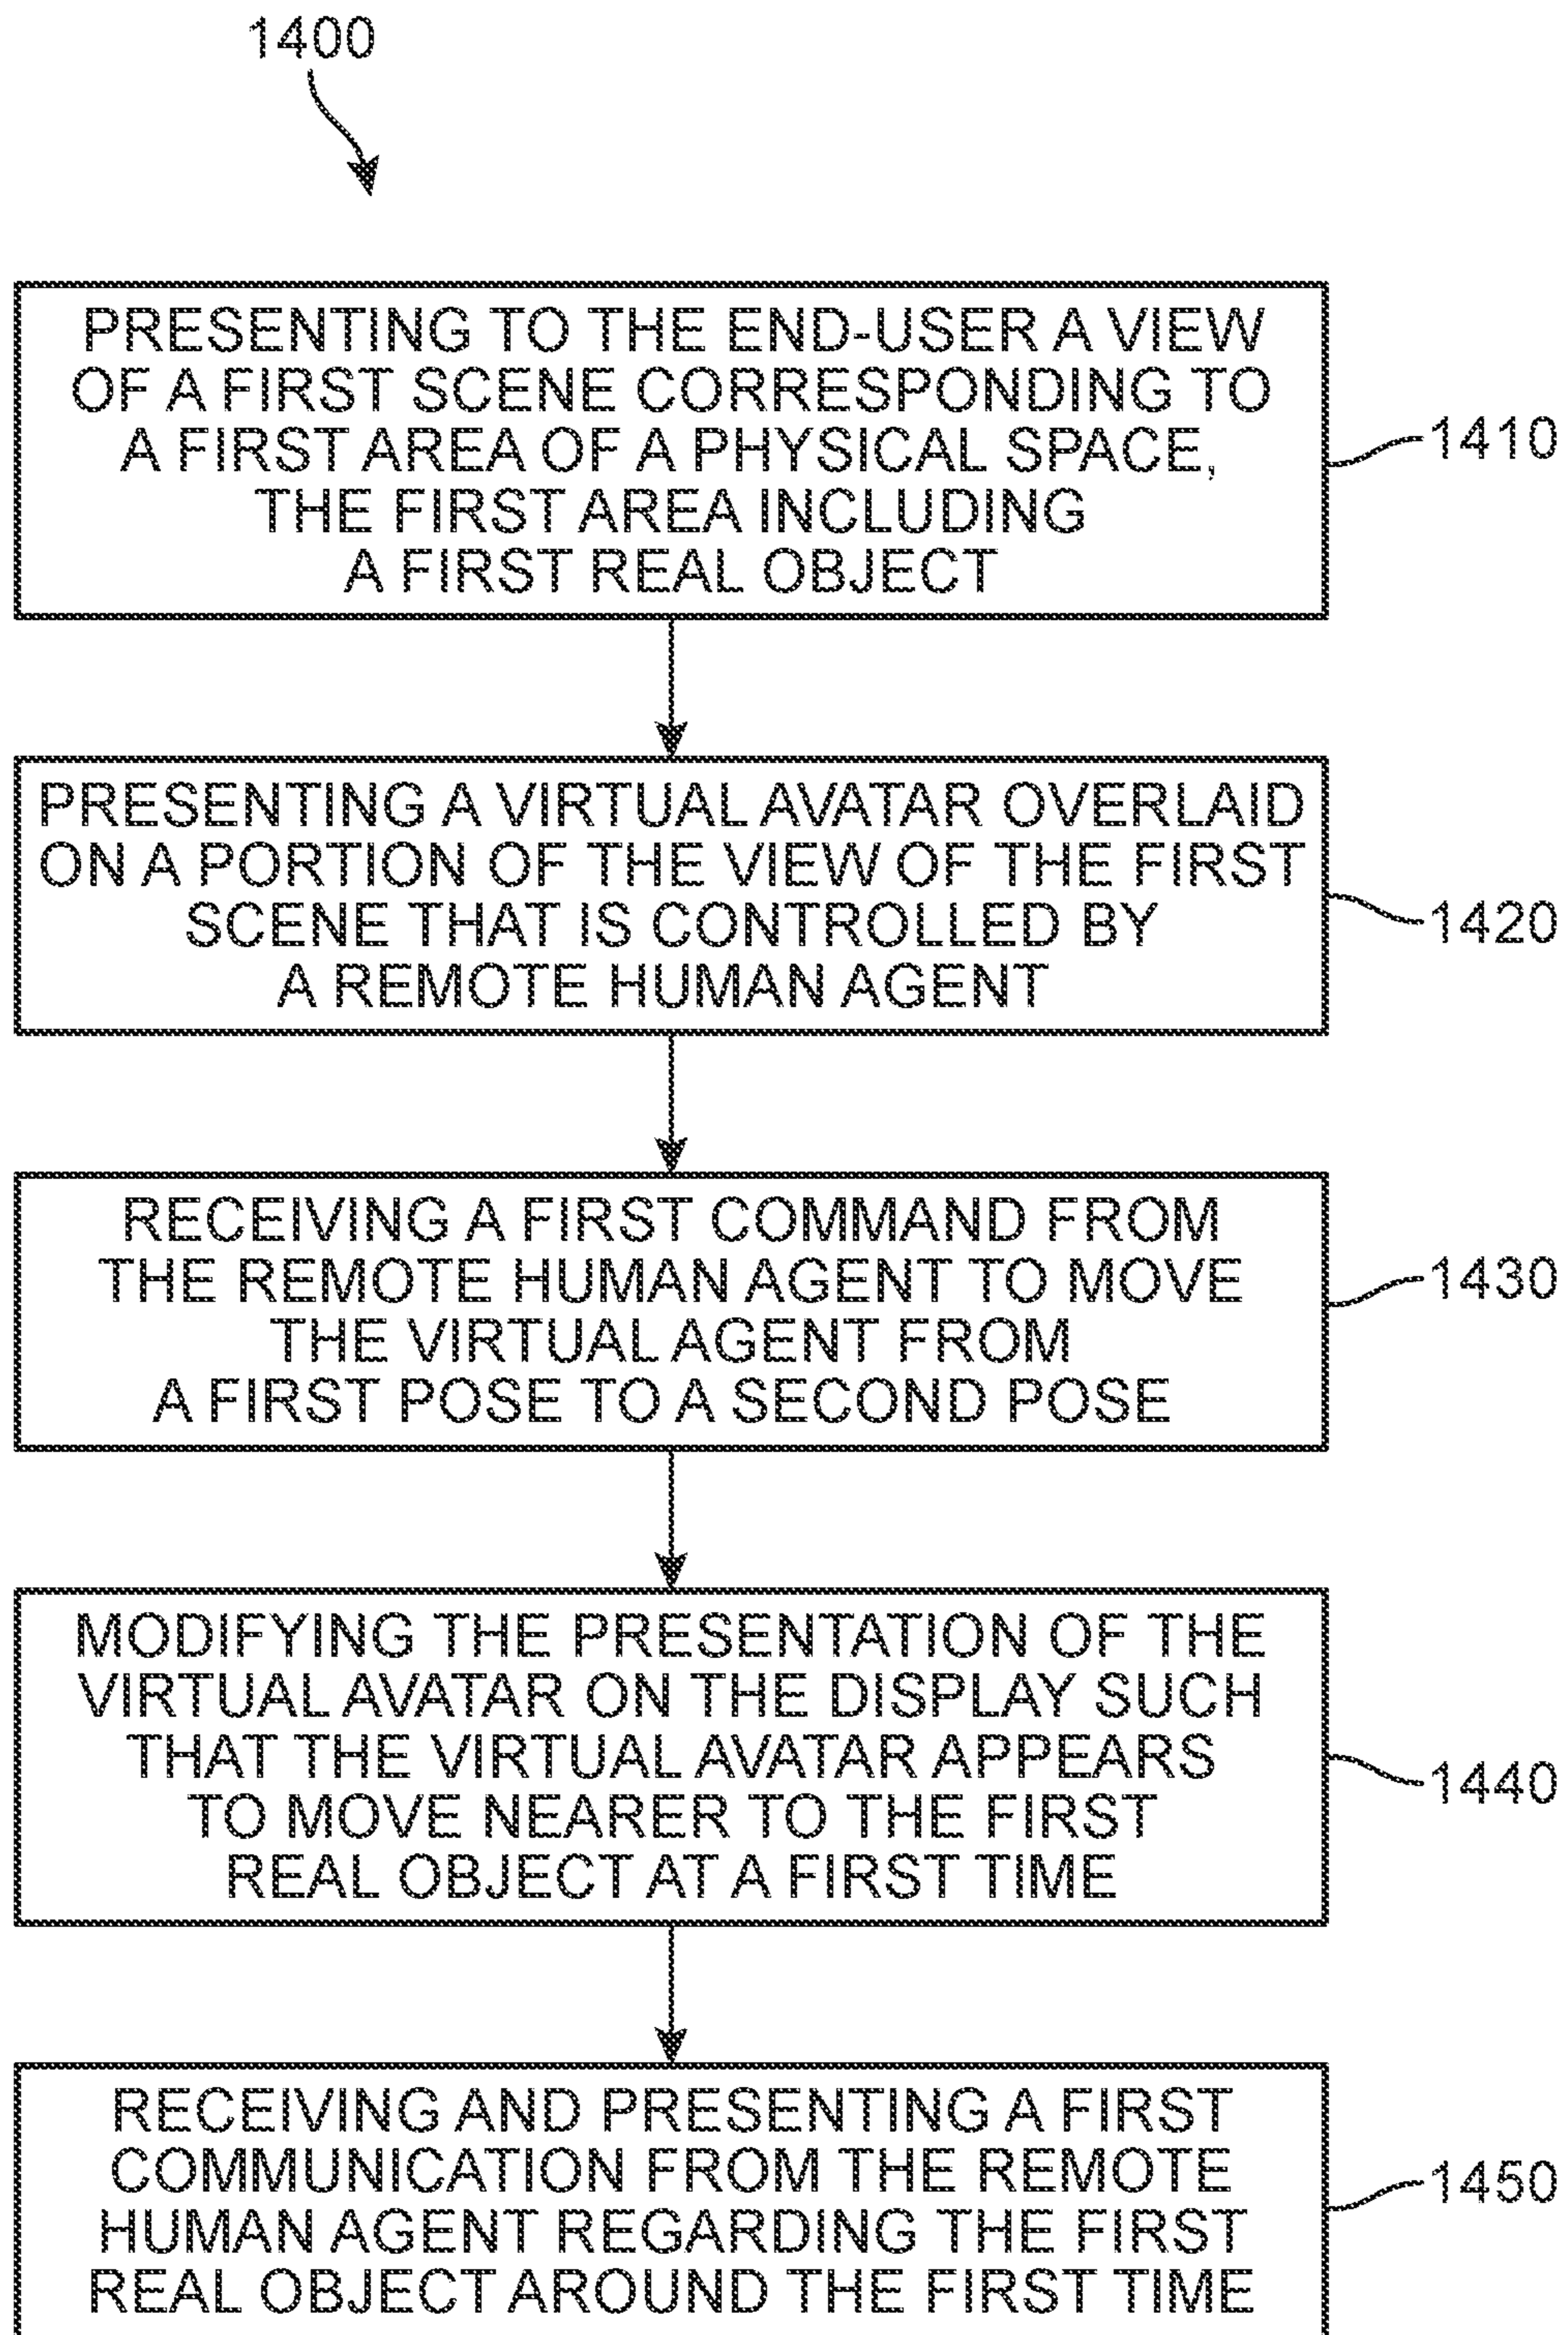 1400
PRESENTING TO THE END-USER A VIEW
OF A FIRST SCENE CORRESPONDING TO
A FIRST AREA OF A PHYSICAL SPACE,
THE FIRST AREA INCLUDING
A FIRST REAL OBJECT
1410
PRESENTING A VIRTUAL AVATAR OVERLAID
ON A PORTION OF THE VIEW OF THE FIRST
SCENE THAT IS CONTROLLED BY
A REMOTE HUMAN AGENT
1420
RECEIVING A FIRST COMMAND FROM
THE REMOTE HUMAN AGENT TO MOVE
THE VIRTUAL AGENT FROM
A FIRST POSE TO A SECOND POSE
1430
MODIFYING THE PRESENTATION OF THE
VIRTUAL AVATAR ON THE DISPLAY SUCH
THAT THE VIRTUAL AVATAR APPEARS
TO MOVE NEARER TO THE FIRST
REAL OBJECT AT A FIRST TIME
1440
RECEIVING AND PRESENTING A FIRST
COMMUNICATION FROM THE REMOTE
HUMAN AGENT REGARDING THE FIRST
REAL OBJECT AROUND THE FIRST TIME
1450